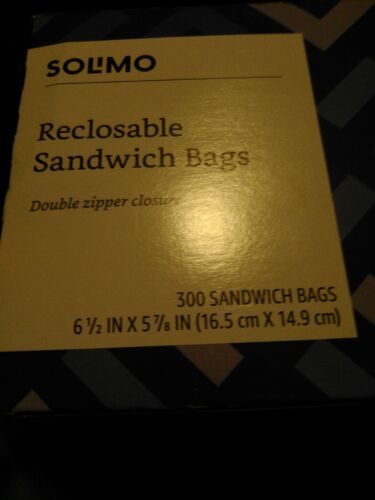 SOLIMO
Reclosable
Sandwich Bags
Double zipper closure
300 SANDWICH BAGS
6 ½ IN X 5 ⅞ IN (16.5 cm X 14.9 cm)